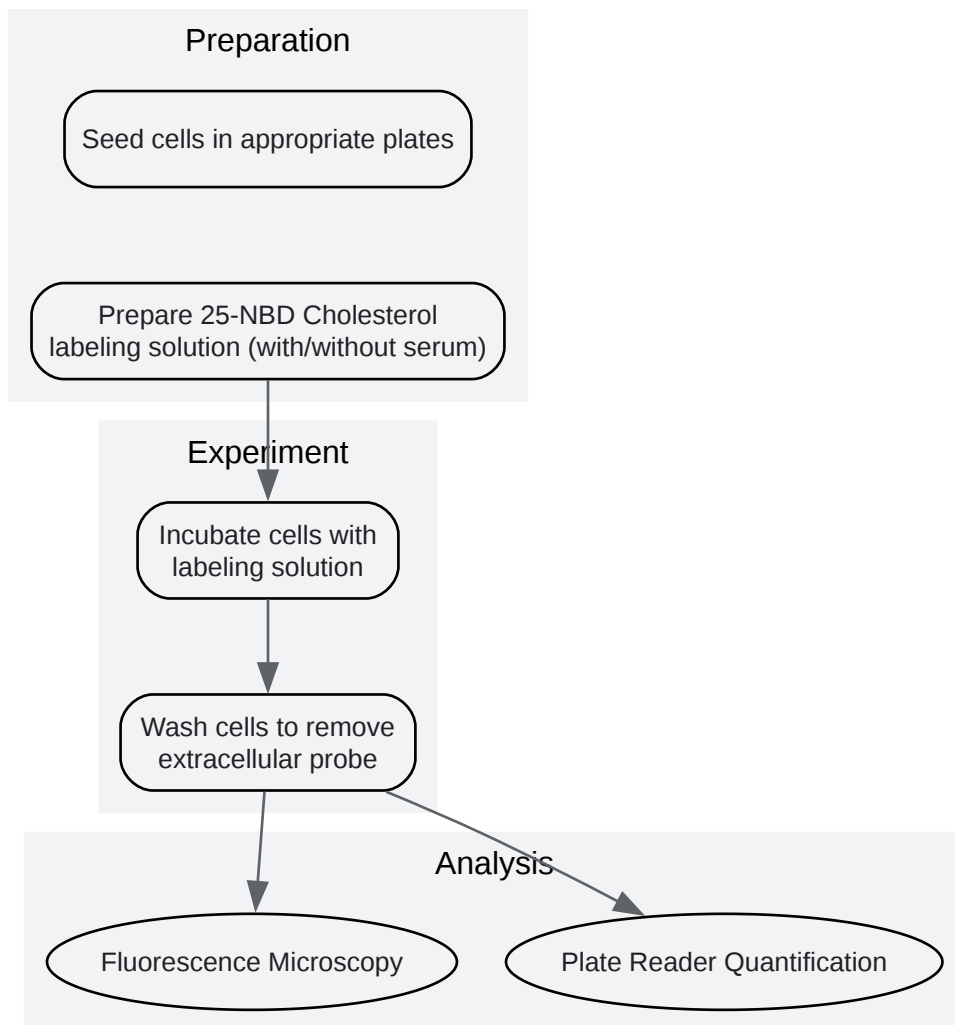 Preparation
Seed cells in appropriate plates
Prepare 25-NBD Cholesterol
labeling solution (with/without serum)
Experiment
Incubate cells with
labeling solution
Wash cells to remove
extracellular probe
Analysis
Fluorescence Microscopy
Plate Reader Quantification